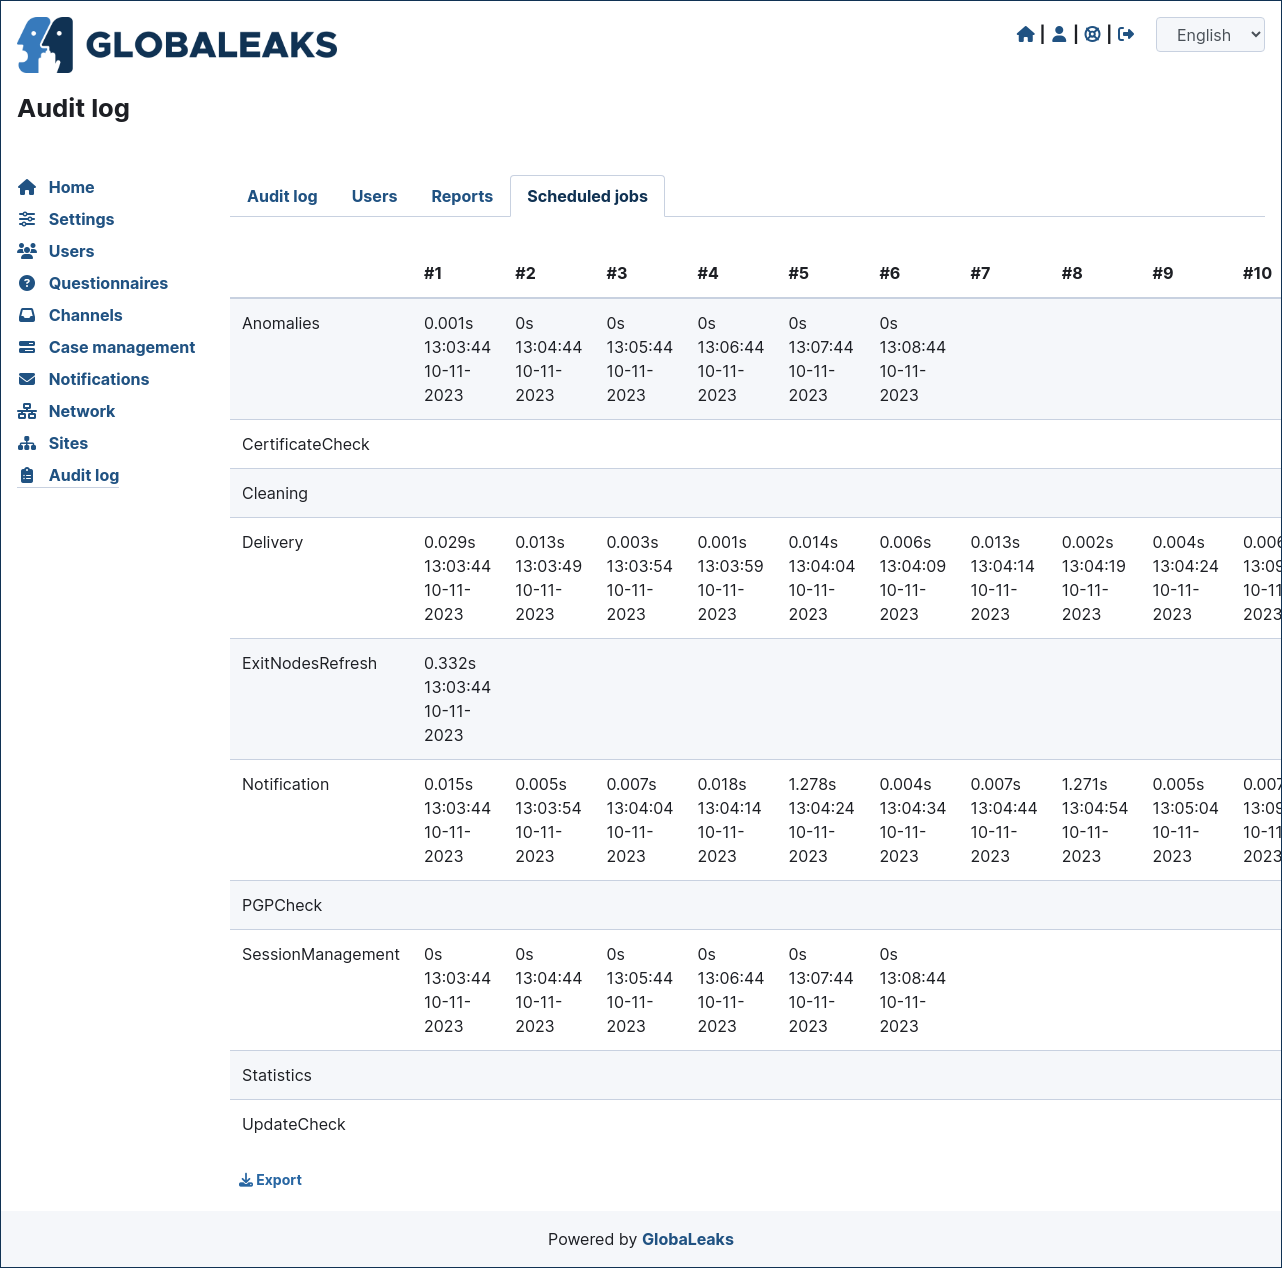 GLOBALEAKS
| | |
English
Audit log
Home
Settings
Users
Questionnaires
Channels
Case management
Notifications
Network
Sites
Audit log
Audit log Users Reports Scheduled jobs
#1 #2 #3 #4 #5 #6 #7 #8 #9 #10
Anomalies 0.001s 0s 0s 0s 0s 0s
13:03:44 13:04:44 13:05:44 13:06:44 13:07:44 13:08:44
10-11- 10-11- 10-11- 10-11- 10-11- 10-11-
2023 2023 2023 2023 2023 2023
CertificateCheck
Cleaning
Delivery 0.029s 0.013s 0.003s 0.001s 0.014s 0.006s 0.013s 0.002s 0.004s 0.006
13:03:44 13:03:49 13:03:54 13:03:59 13:04:04 13:04:09 13:04:14 13:04:19 13:04:24 13:09
10-11- 10-11- 10-11- 10-11- 10-11- 10-11- 10-11- 10-11- 10-11- 10-11
2023 2023 2023 2023 2023 2023 2023 2023 2023 2023
ExitNodesRefresh 0.332s
13:03:44
10-11-
2023
Notification 0.015s 0.005s 0.007s 0.018s 1.278s 0.004s 0.007s 1.271s 0.005s 0.007
13:03:44 13:03:54 13:04:04 13:04:14 13:04:24 13:04:34 13:04:44 13:04:54 13:05:04 13:09
10-11- 10-11- 10-11- 10-11- 10-11- 10-11- 10-11- 10-11- 10-11- 10-11
2023 2023 2023 2023 2023 2023 2023 2023 2023 2023
PGPCheck
SessionManagement 0s 0s 0s 0s 0s 0s
13:03:44 13:04:44 13:05:44 13:06:44 13:07:44 13:08:44
10-11- 10-11- 10-11- 10-11- 10-11- 10-11-
2023 2023 2023 2023 2023 2023
Statistics
UpdateCheck
Export
Powered by GlobaLeaks